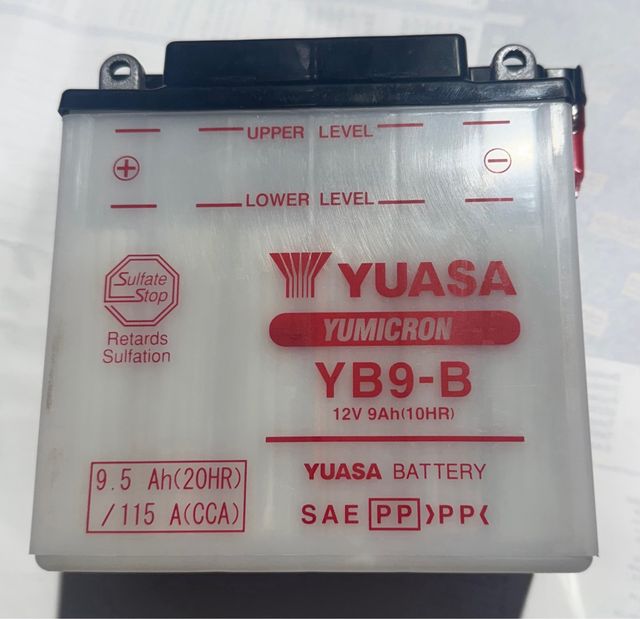 UPPER LEVEL
+ −
LOWER LEVEL
Sulfate
Stop
Retards
Sulfation
YUASA
YUMICRON
YB9-B
12V 9Ah(10HR)
9.5 Ah(20HR)
/115 A(CCA)
YUASA BATTERY
SAE PP >PP<